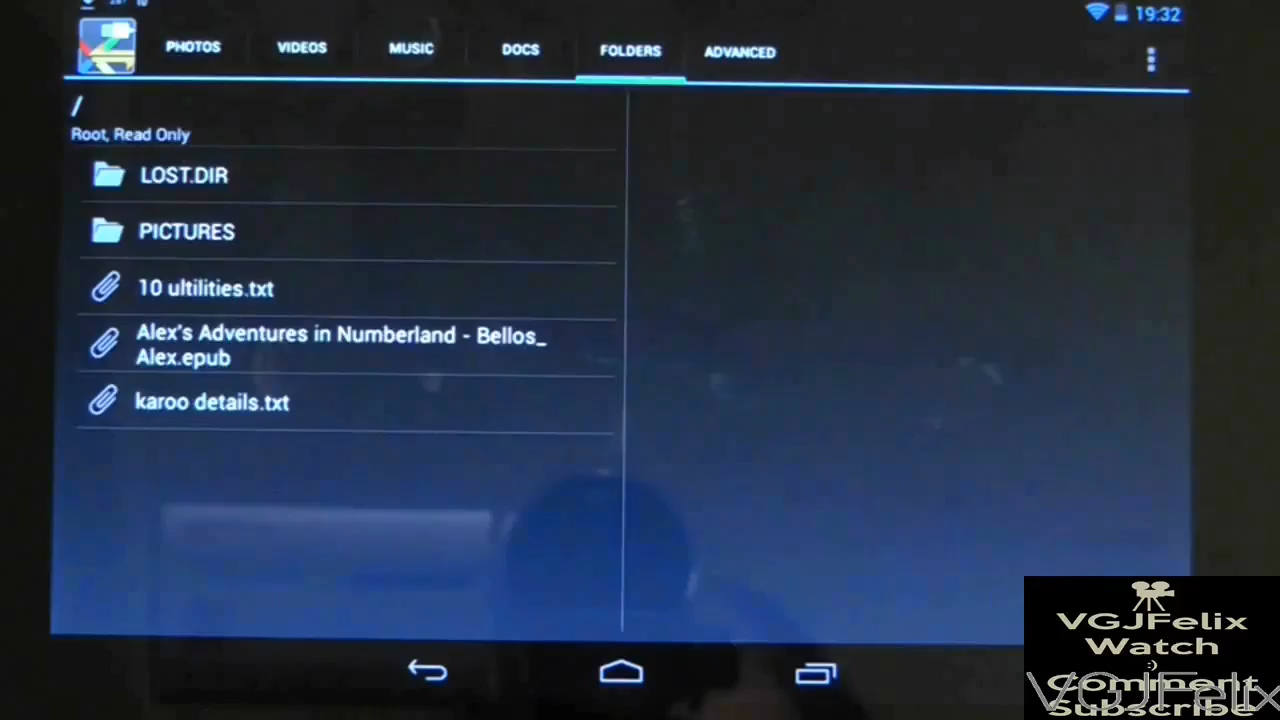 19:32
PHOTOS VIDEOS MUSIC DOCS FOLDERS ADVANCED
/
Root, Read Only
LOST.DIR
PICTURES
10 ultilities.txt
Alex's Adventures in Numberland - Bellos_
Alex.epub
karoo details.txt
VGJFelix
Watch
:)
Comment
VGJFelix
Subscribe